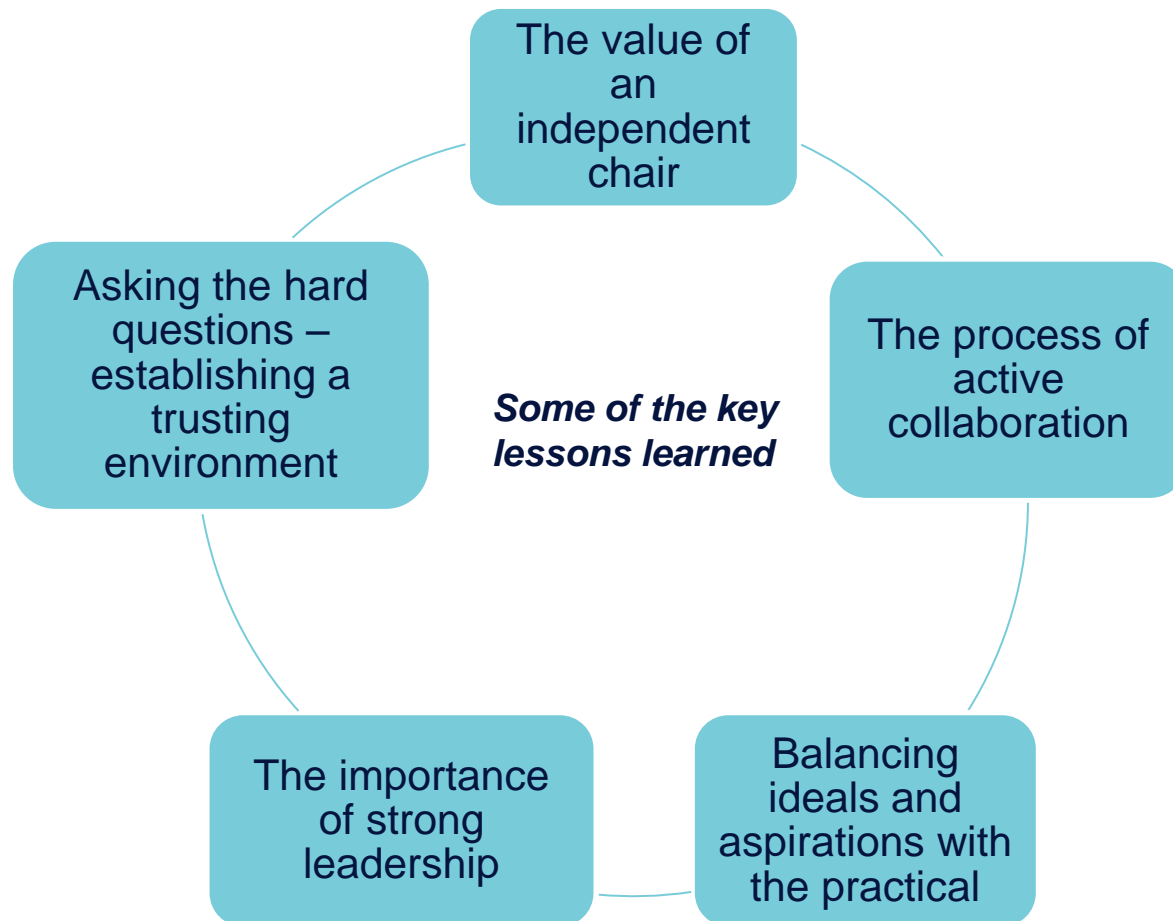 The value of
an
independent
chair
The process of
active
collaboration
Balancing
ideals and
aspirations with
the practical
The importance
of strong
leadership
Asking the hard
questions –
establishing a
trusting
environment
Some of the key
lessons learned